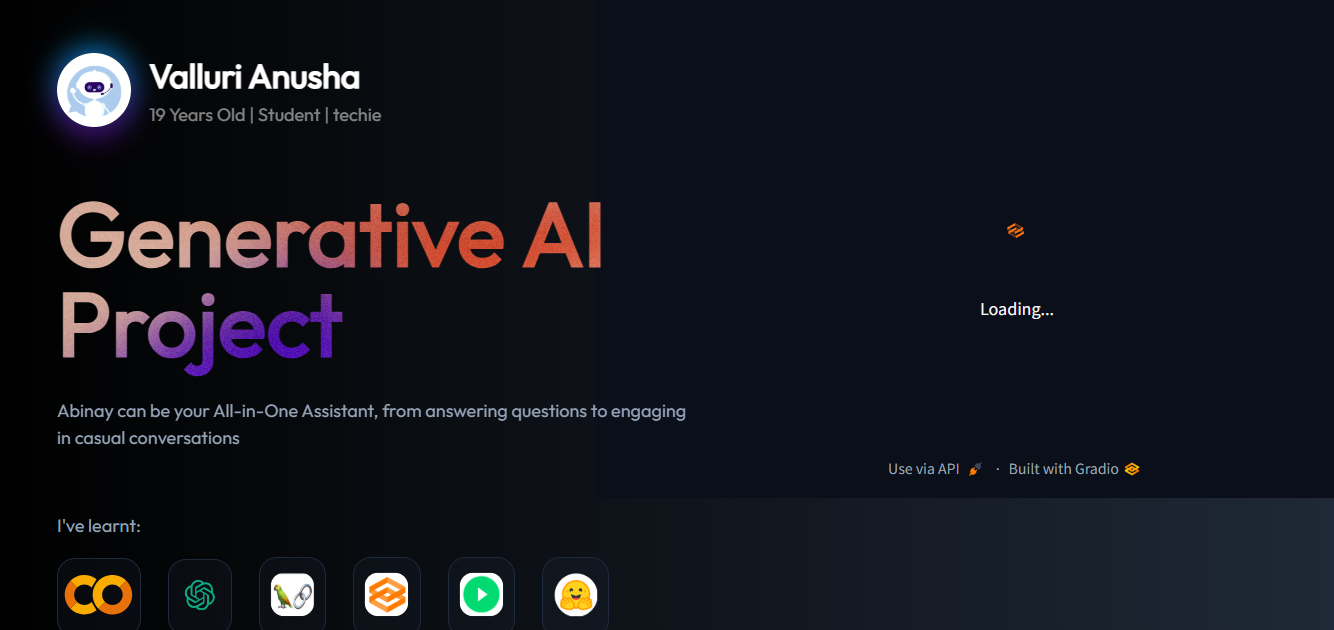 Valluri Anusha
19 Years Old | Student | techie
Generative AI
Project
Abinay can be your All-in-One Assistant, from answering questions to engaging
in casual conversations
I've learnt:
Loading...
Use via API · Built with Gradio